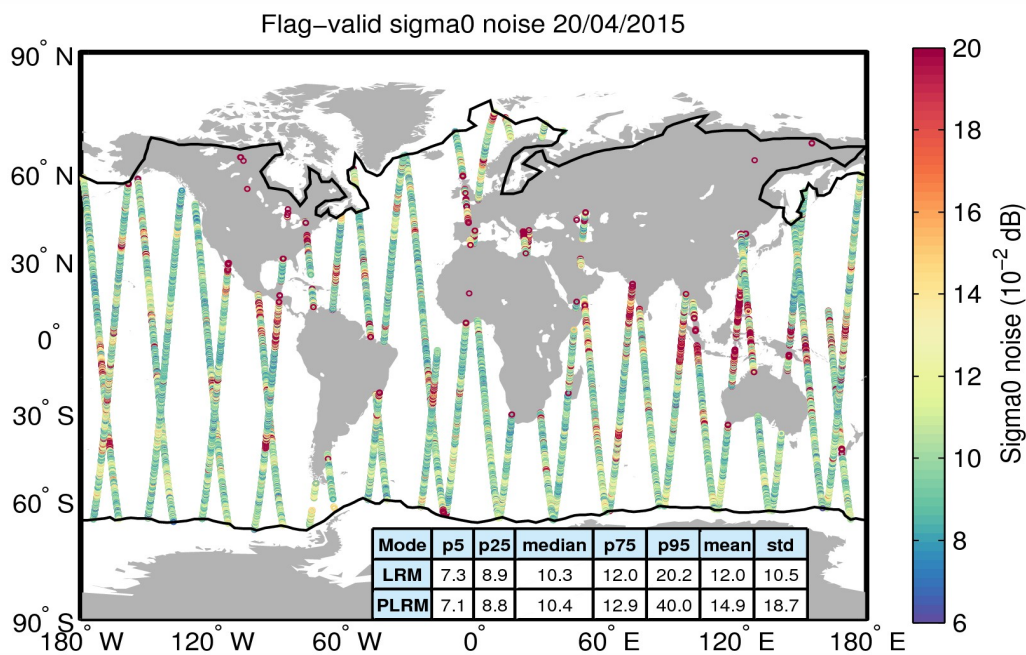 Flag−valid sigma0 noise 20/04/2015
90° N
60° N
30° N
0°
30° S
60° S
90° S
180° W
120° W
60° W
0°
60° E
120° E
180° E
20
18
16
14
12
10
8
6
Sigma0 noise (10⁻² dB)
Mode p5 p25 median p75 p95 mean std
LRM 7.3 8.9 10.3 12.0 20.2 12.0 10.5
PLRM 7.1 8.8 10.4 12.9 40.0 14.9 18.7